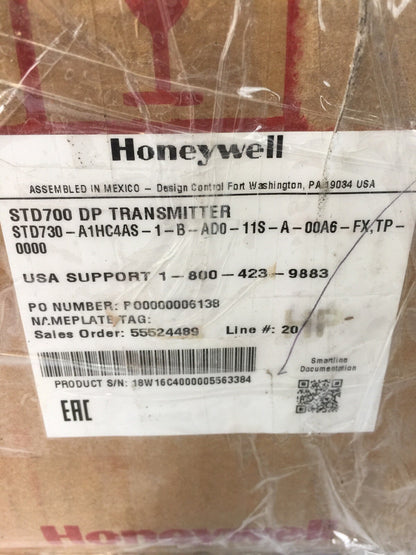 Honeywell
ASSEMBLED IN MEXICO – Design Control Fort Washington, PA 19034 USA
STD700 DP TRANSMITTER
STD730-A1HC4AS-1-B-AD0-11S-A-00A6-FX,TP-
0000
USA SUPPORT 1-800-423-9883
PO NUMBER: PO0000006138
NAMEPLATE TAG:
Sales Order: 55524489 Line #: 20
HF-
Smartline
Documentation
PRODUCT S/N: 18W16C4000005563384
EAC
Honeywell